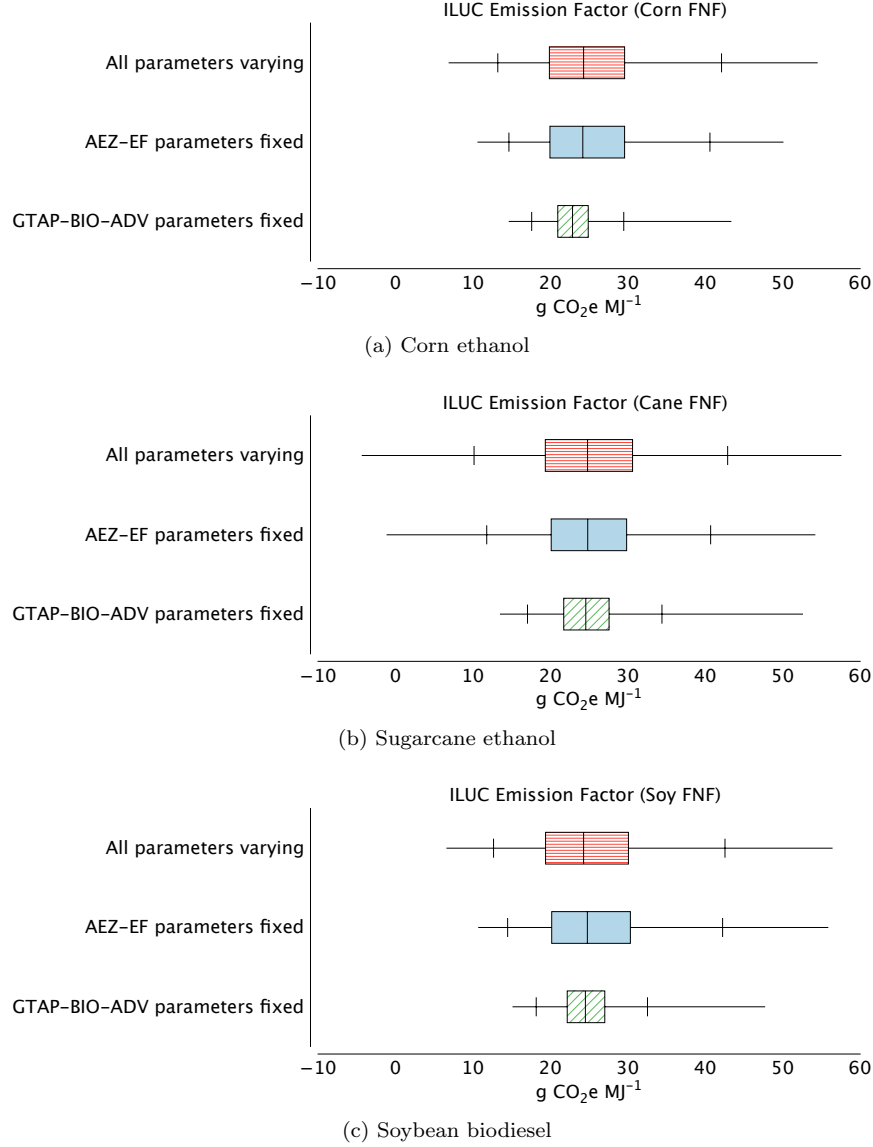 ILUC Emission Factor (Corn FNF)
All parameters varying
AEZ−EF parameters fixed
GTAP−BIO−ADV parameters fixed
−10 0 10 20 30 40 50 60
g CO₂e MJ⁻¹
(a) Corn ethanol
ILUC Emission Factor (Cane FNF)
All parameters varying
AEZ−EF parameters fixed
GTAP−BIO−ADV parameters fixed
−10 0 10 20 30 40 50 60
g CO₂e MJ⁻¹
(b) Sugarcane ethanol
ILUC Emission Factor (Soy FNF)
All parameters varying
AEZ−EF parameters fixed
GTAP−BIO−ADV parameters fixed
−10 0 10 20 30 40 50 60
g CO₂e MJ⁻¹
(c) Soybean biodiesel